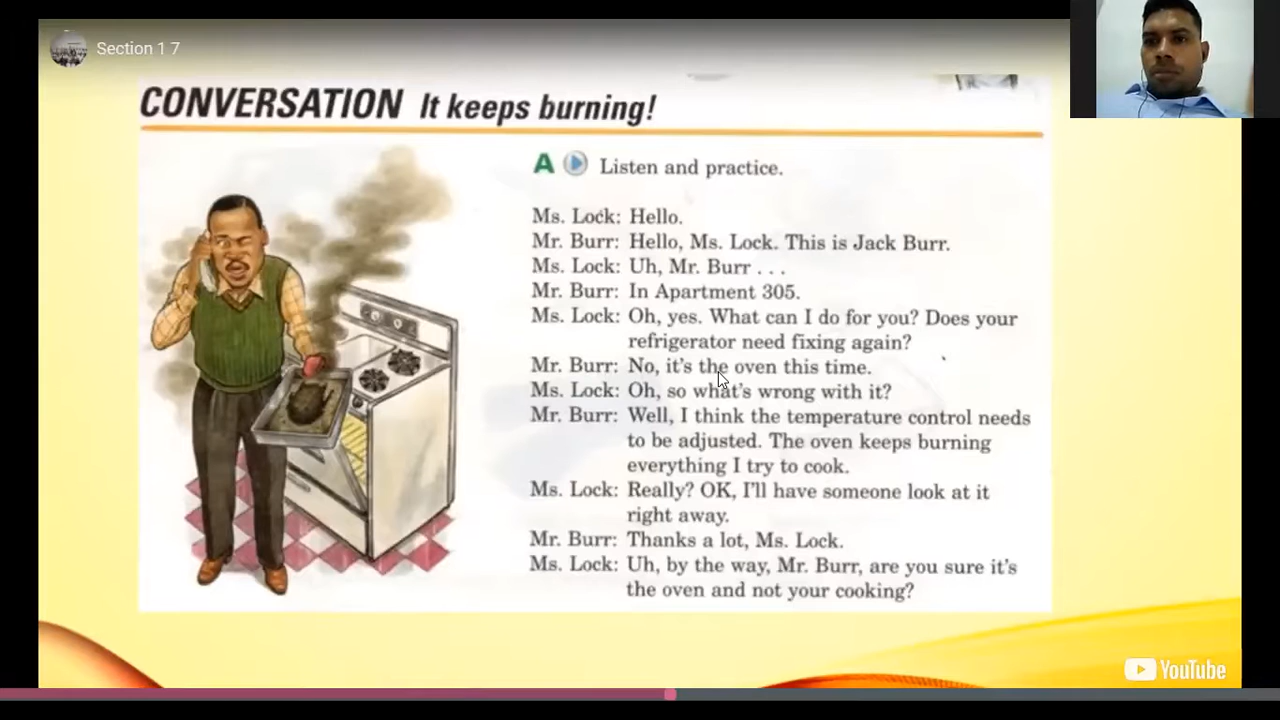 Section 1 7
CONVERSATION It keeps burning!
A Listen and practice.
Ms. Lock: Hello.
Mr. Burr: Hello, Ms. Lock. This is Jack Burr.
Ms. Lock: Uh, Mr. Burr . . .
Mr. Burr: In Apartment 305.
Ms. Lock: Oh, yes. What can I do for you? Does your
refrigerator need fixing again?
Mr. Burr: No, it's the oven this time.
Ms. Lock: Oh, so what's wrong with it?
Mr. Burr: Well, I think the temperature control needs
to be adjusted. The oven keeps burning
everything I try to cook.
Ms. Lock: Really? OK, I'll have someone look at it
right away.
Mr. Burr: Thanks a lot, Ms. Lock.
Ms. Lock: Uh, by the way, Mr. Burr, are you sure it's
the oven and not your cooking?
YouTube